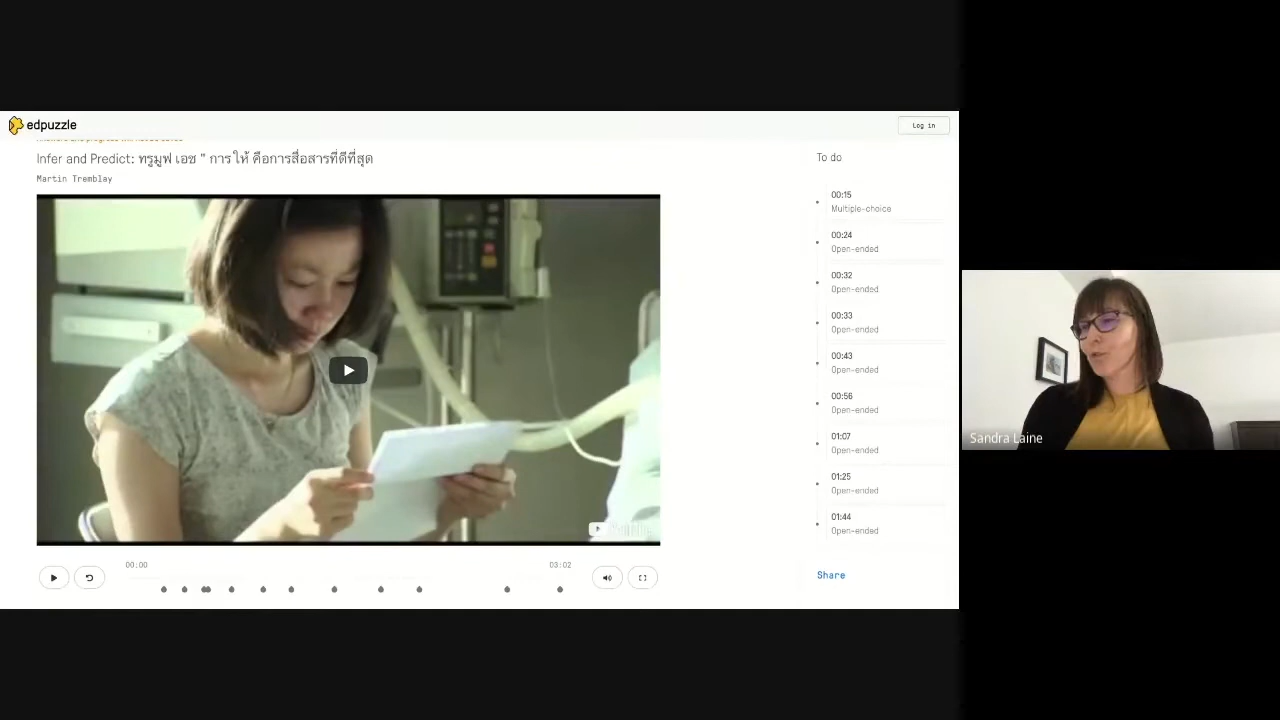 edpuzzle
Log in
Infer and Predict: ทรูมูฟ เอช " การให้ คือการสื่อสารที่ดีที่สุด
Martin Tremblay
To do
00:15
Multiple-choice
00:24
Open-ended
00:32
Open-ended
00:33
Open-ended
00:43
Open-ended
00:56
Open-ended
01:07
Open-ended
01:25
Open-ended
01:44
Open-ended
00:00
03:02
Share
Sandra Laine